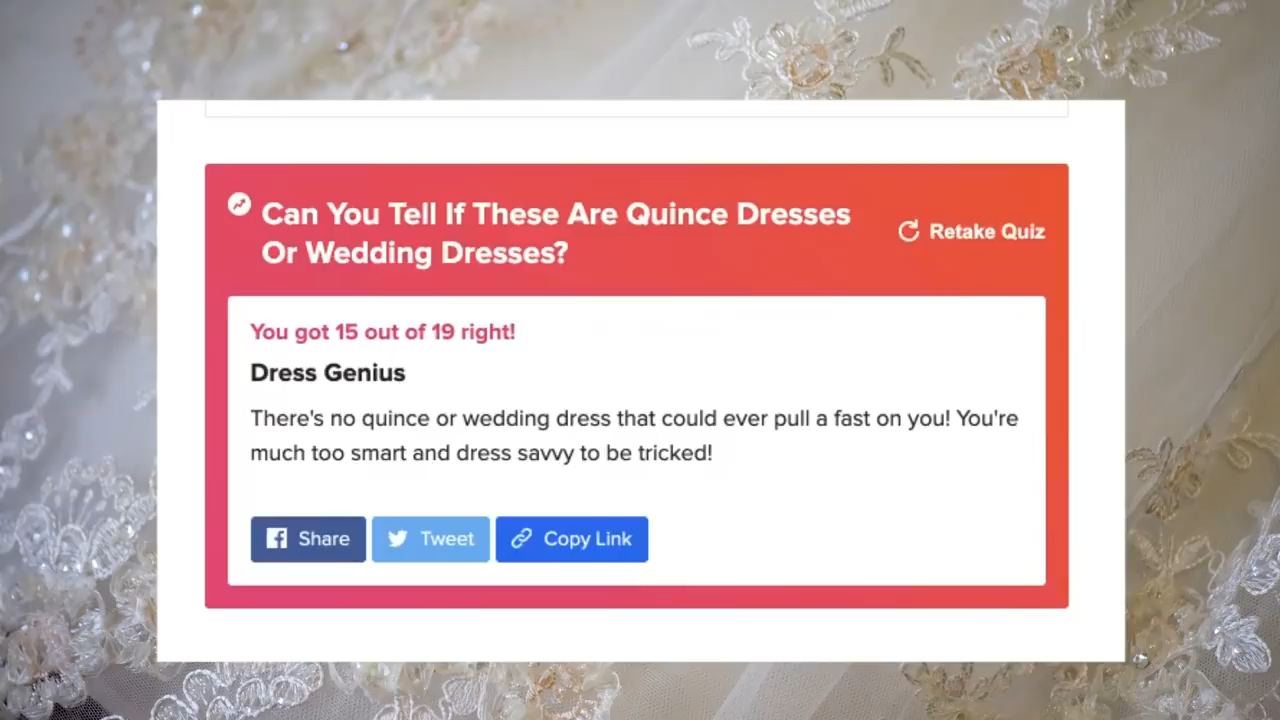 Can You Tell If These Are Quince Dresses
Or Wedding Dresses?
Retake Quiz
You got 15 out of 19 right!
Dress Genius
There's no quince or wedding dress that could ever pull a fast on you! You're
much too smart and dress savvy to be tricked!
Share
Tweet
Copy Link